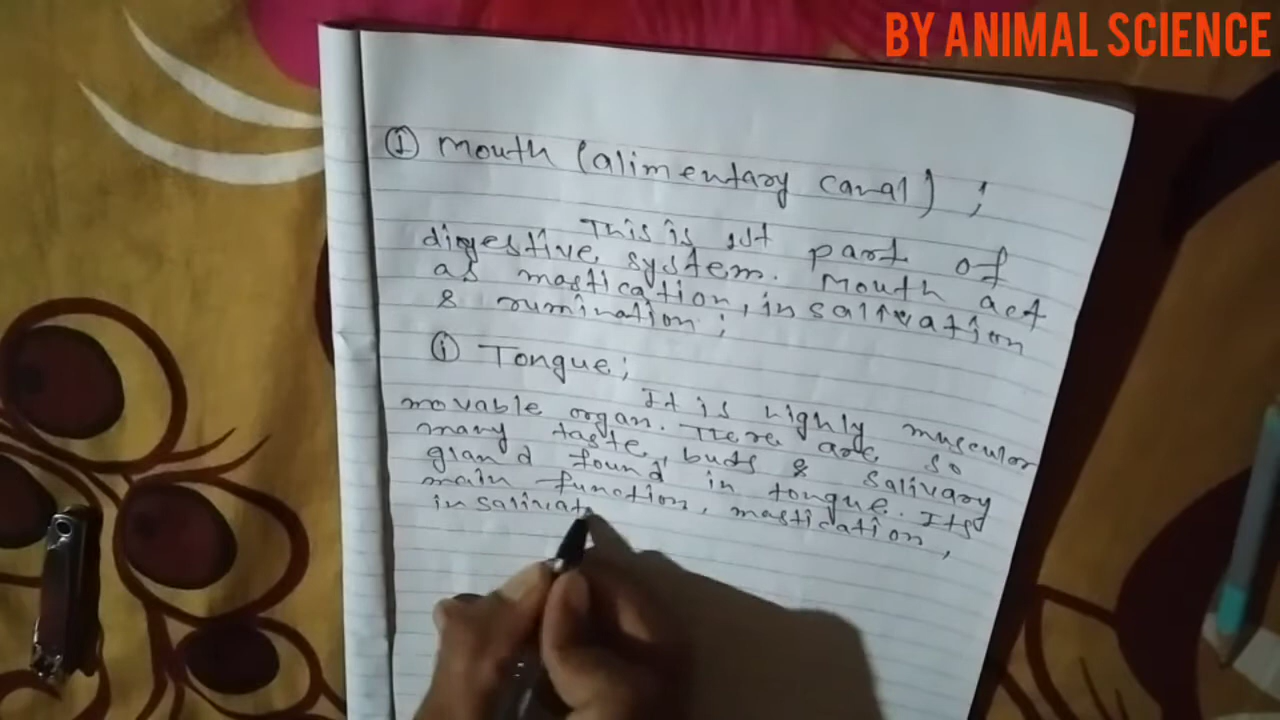 BY ANIMAL SCIENCE
① Mouth (alimentary canal) ;
This is 1st part of
digestive system. Mouth act
as mastication, insalivation
& rumination ;
(i) Tongue ;
It is highly muscular
movable organ. There are so
many taste, buds & salivary
gland found in tongue. Itsd
main function, mastication,
insalivat